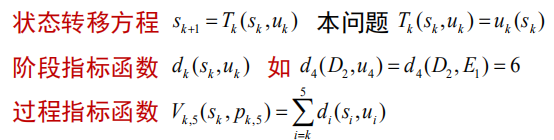 状态转移方程 $s_{k+1}=T_k(s_k,u_k)$ 本问题 $T_k(s_k,u_k)=u_k(s_k)$
阶段指标函数 $d_k(s_k,u_k)$ 如 $d_4(D_2,u_4)=d_4(D_2,E_1)=6$
过程指标函数 $V_{k,5}(s_k,p_{k,5})=\sum_{i=k}^{5}d_i(s_i,u_i)$